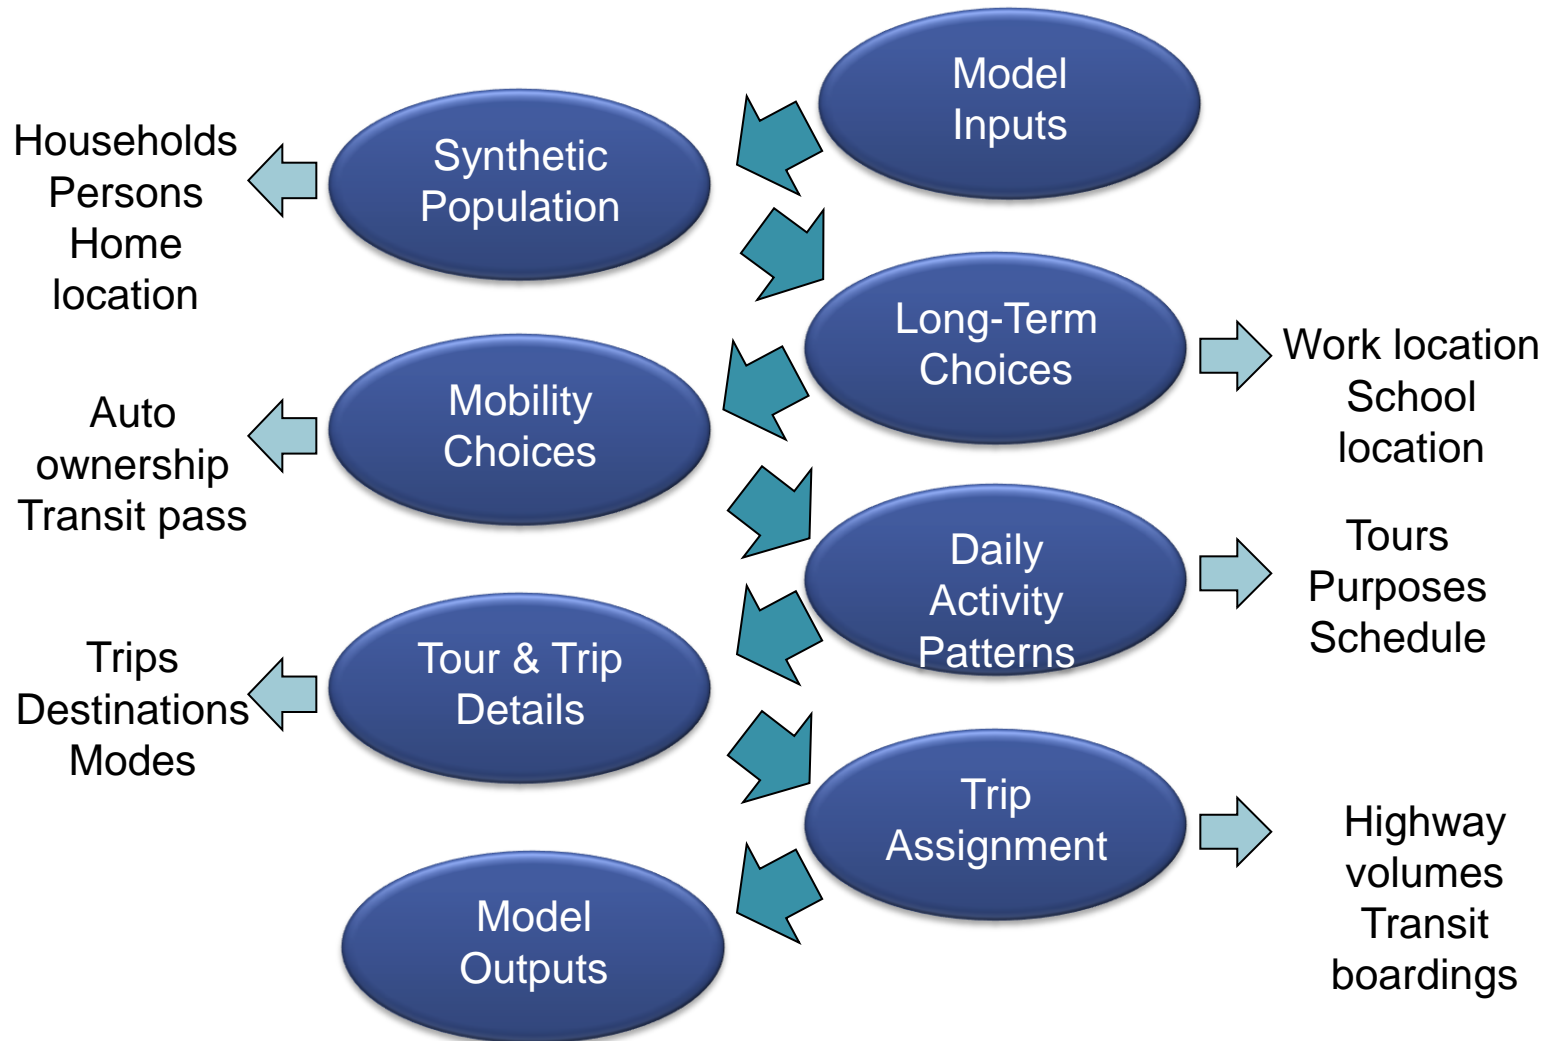 Model
Inputs
Synthetic
Population
Households
Persons
Home
location
Long-Term
Choices
Work location
School
location
Mobility
Choices
Auto
ownership
Transit pass
Daily
Activity
Patterns
Tours
Purposes
Schedule
Tour & Trip
Details
Trips
Destinations
Modes
Trip
Assignment
Highway
volumes
Transit
boardings
Model
Outputs